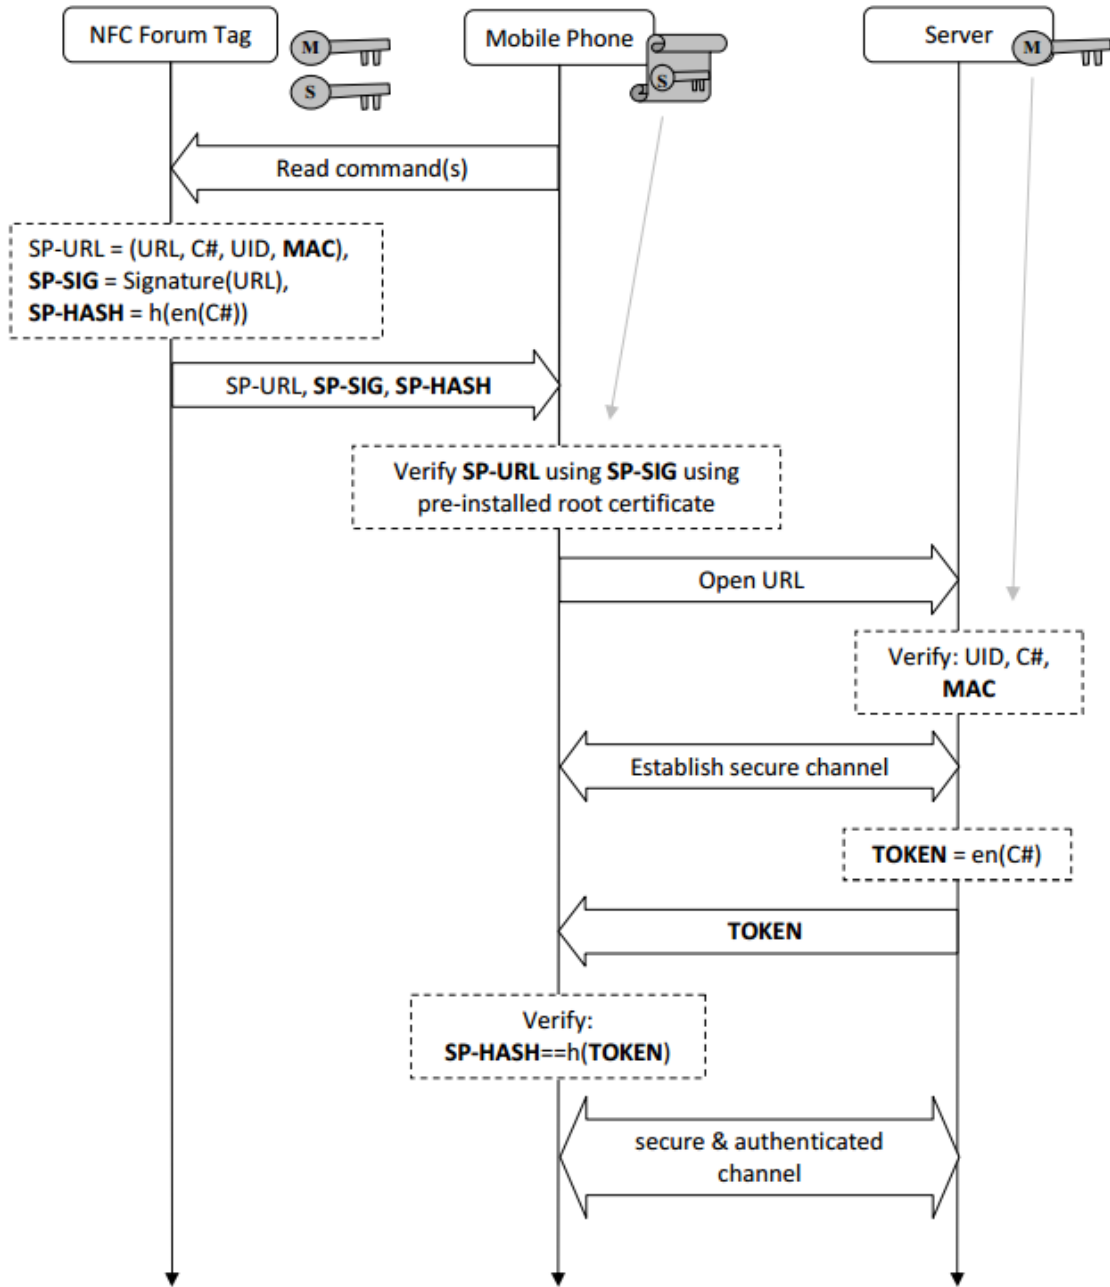 NFC Forum Tag
M
S
Mobile Phone
S
Server
M
Read command(s)
SP-URL = (URL, C#, UID, MAC),
SP-SIG = Signature(URL),
SP-HASH = h(en(C#))
SP-URL, SP-SIG, SP-HASH
Verify SP-URL using SP-SIG using
pre-installed root certificate
Open URL
Verify: UID, C#,
MAC
Establish secure channel
TOKEN = en(C#)
TOKEN
Verify:
SP-HASH==h(TOKEN)
secure & authenticated
channel